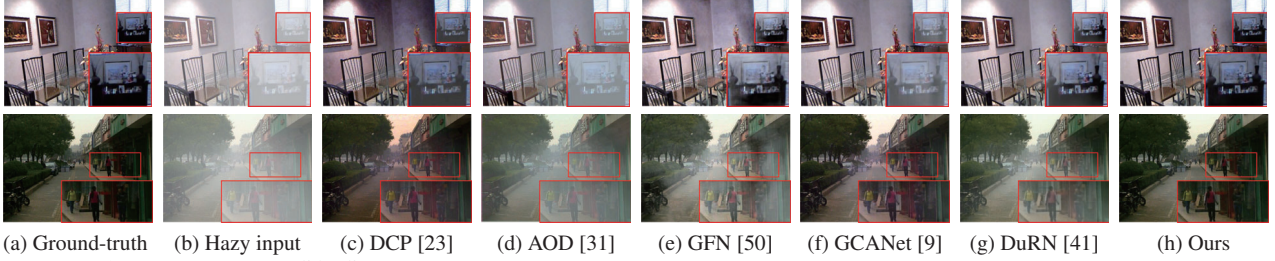 (a) Ground-truth (b) Hazy input (c) DCP [23] (d) AOD [31] (e) GFN [50] (f) GCANet [9] (g) DuRN [41] (h) Ours